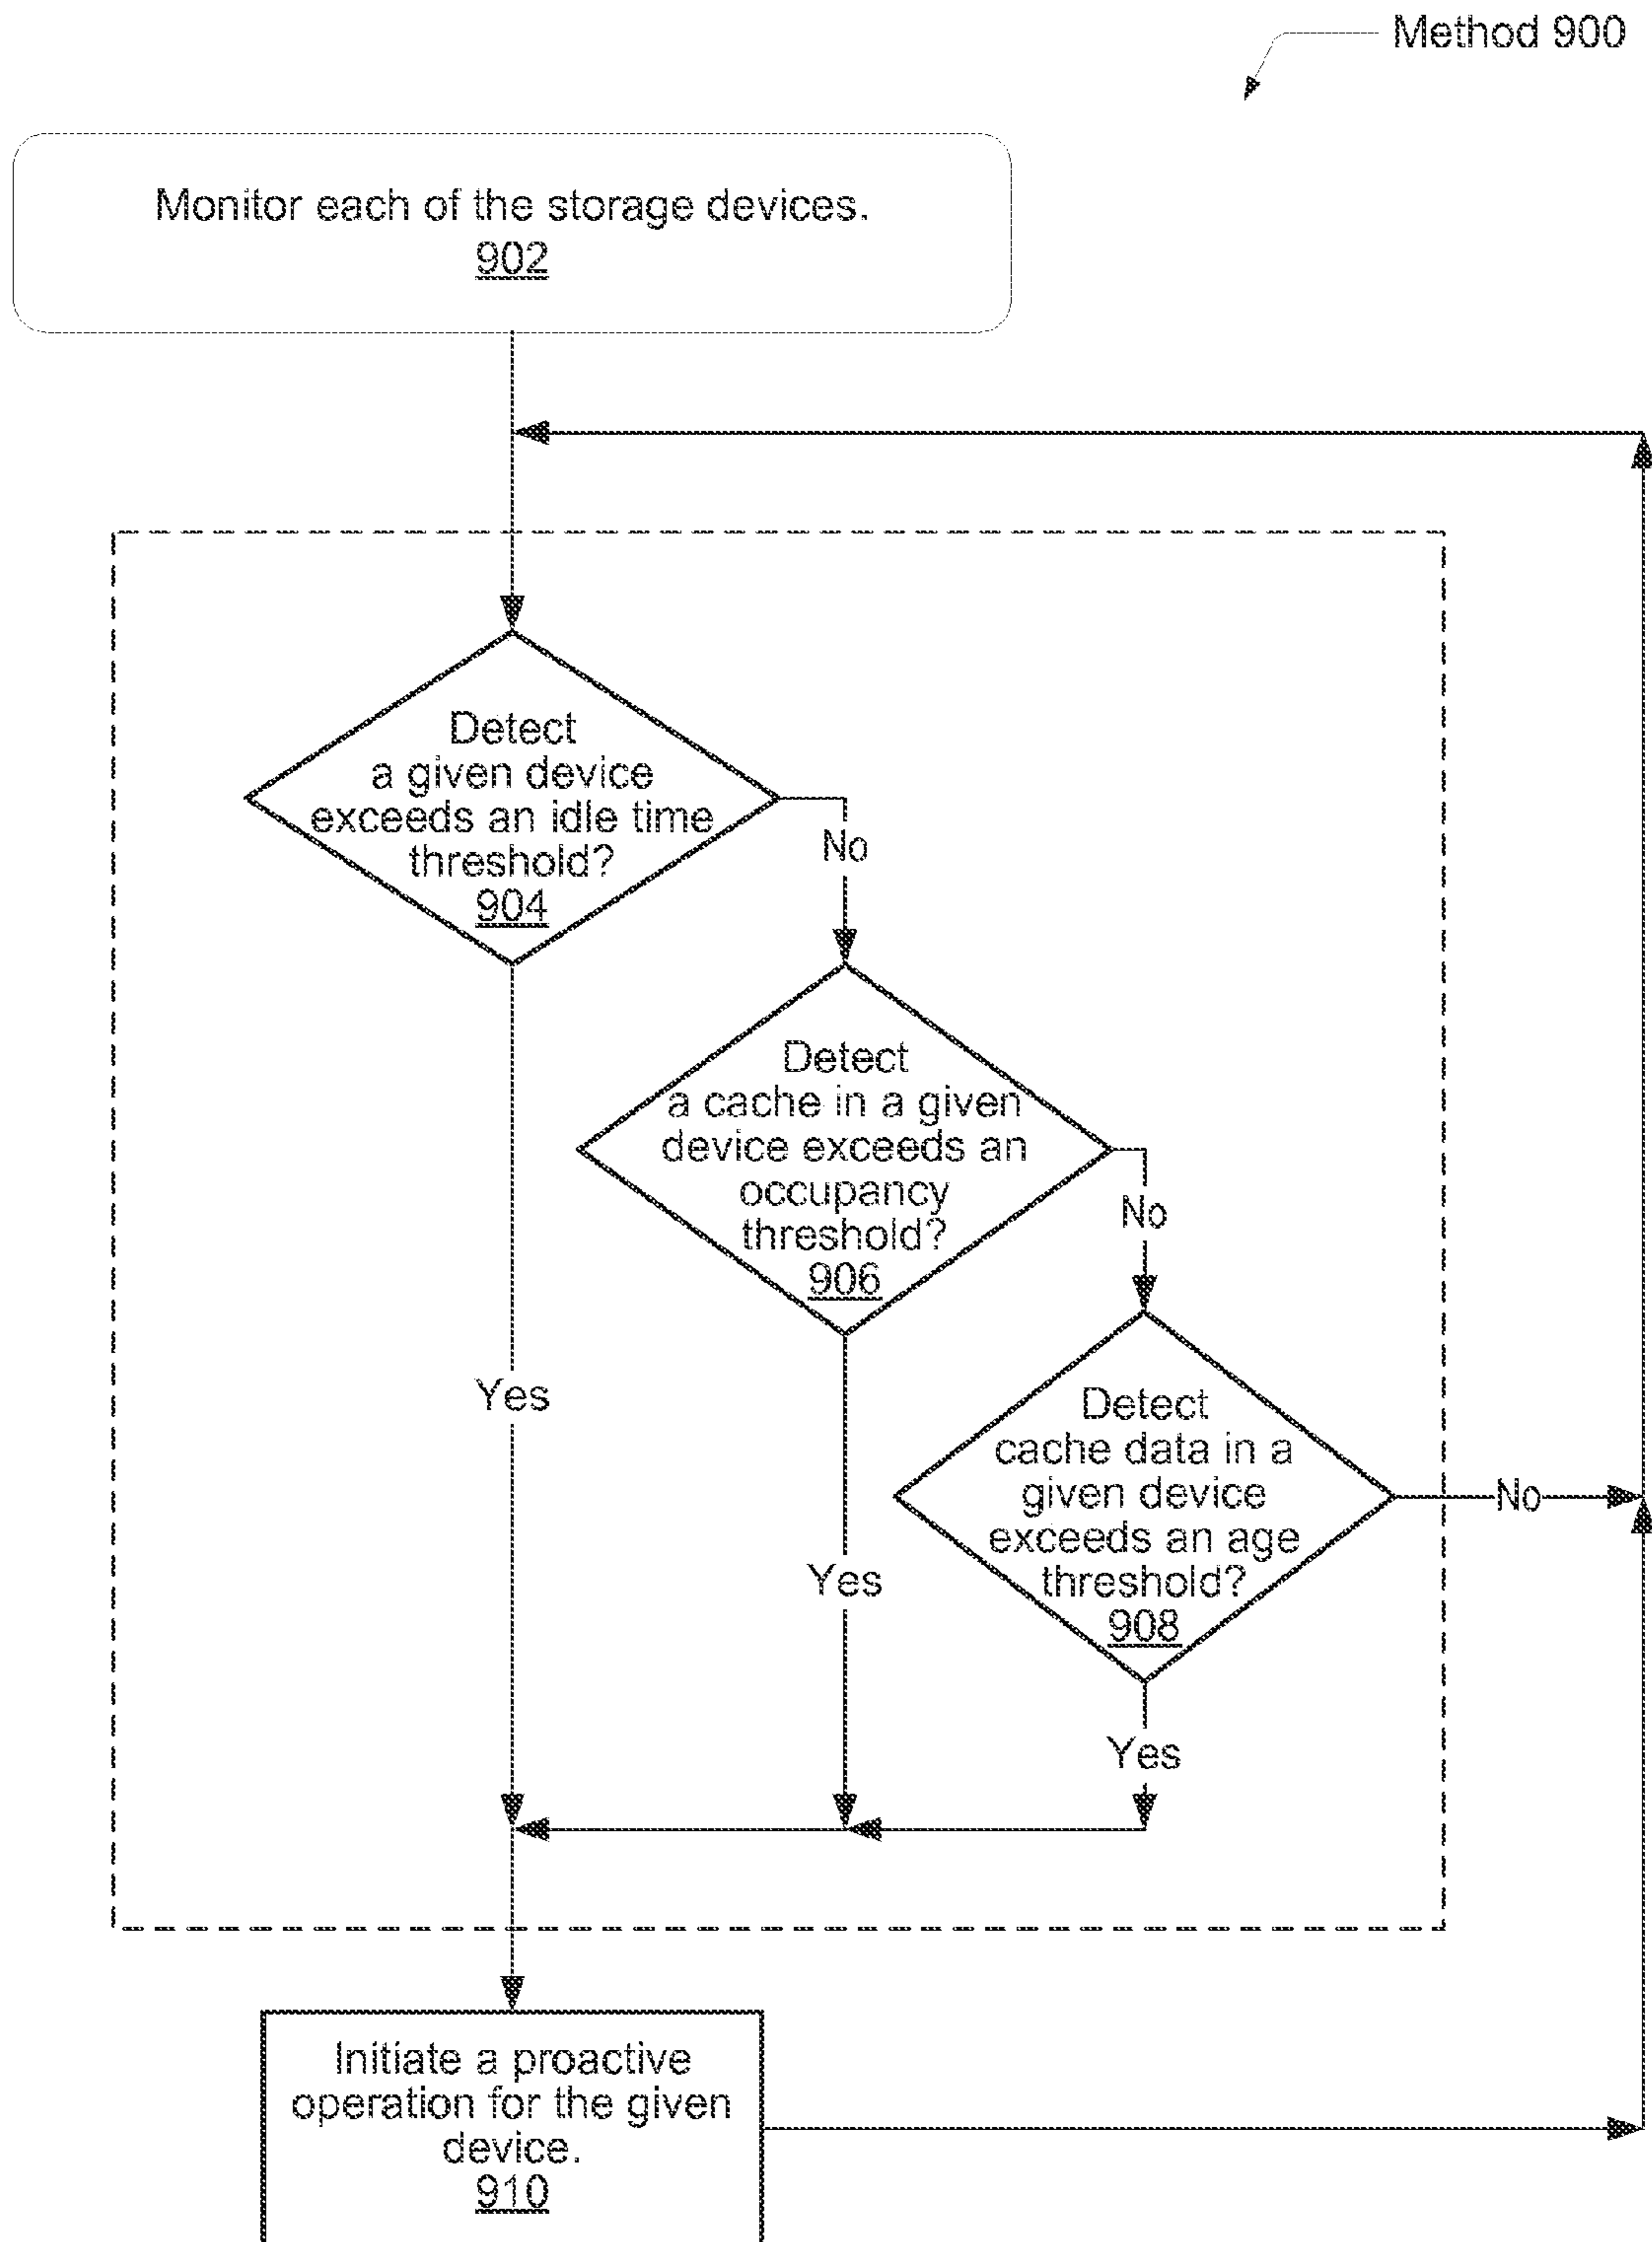 Method 900
Monitor each of the storage devices.
902
Detect
a given device
exceeds an idle time
threshold?
904
No
Detect
a cache in a given
device exceeds an
occupancy
threshold?
906
No
Detect
cache data in a
given device
exceeds an age
threshold?
908
No
Yes
Yes
Yes
Initiate a proactive
operation for the given
device.
910